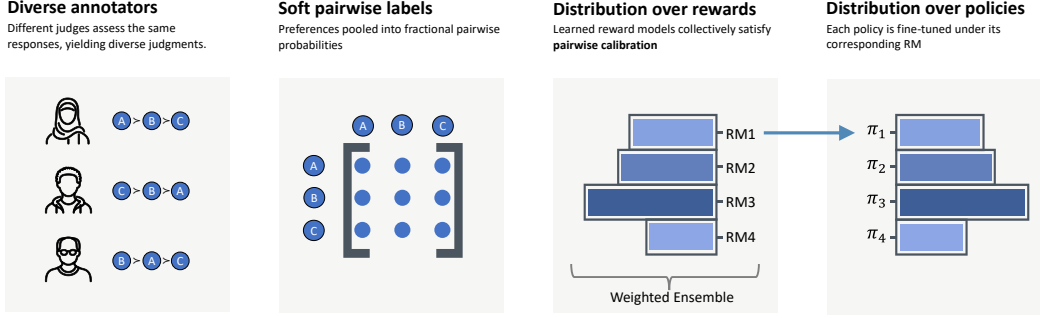 Diverse annotators
Different judges assess the same
responses, yielding diverse judgments.
A > B > C
C > B > A
B > A > C
Soft pairwise labels
Preferences pooled into fractional pairwise
probabilities
A B C
A
B
C
Distribution over rewards
Learned reward models collectively satisfy
pairwise calibration
RM1
RM2
RM3
RM4
Weighted Ensemble
Distribution over policies
Each policy is fine-tuned under its
corresponding RM
π₁
π₂
π₃
π₄